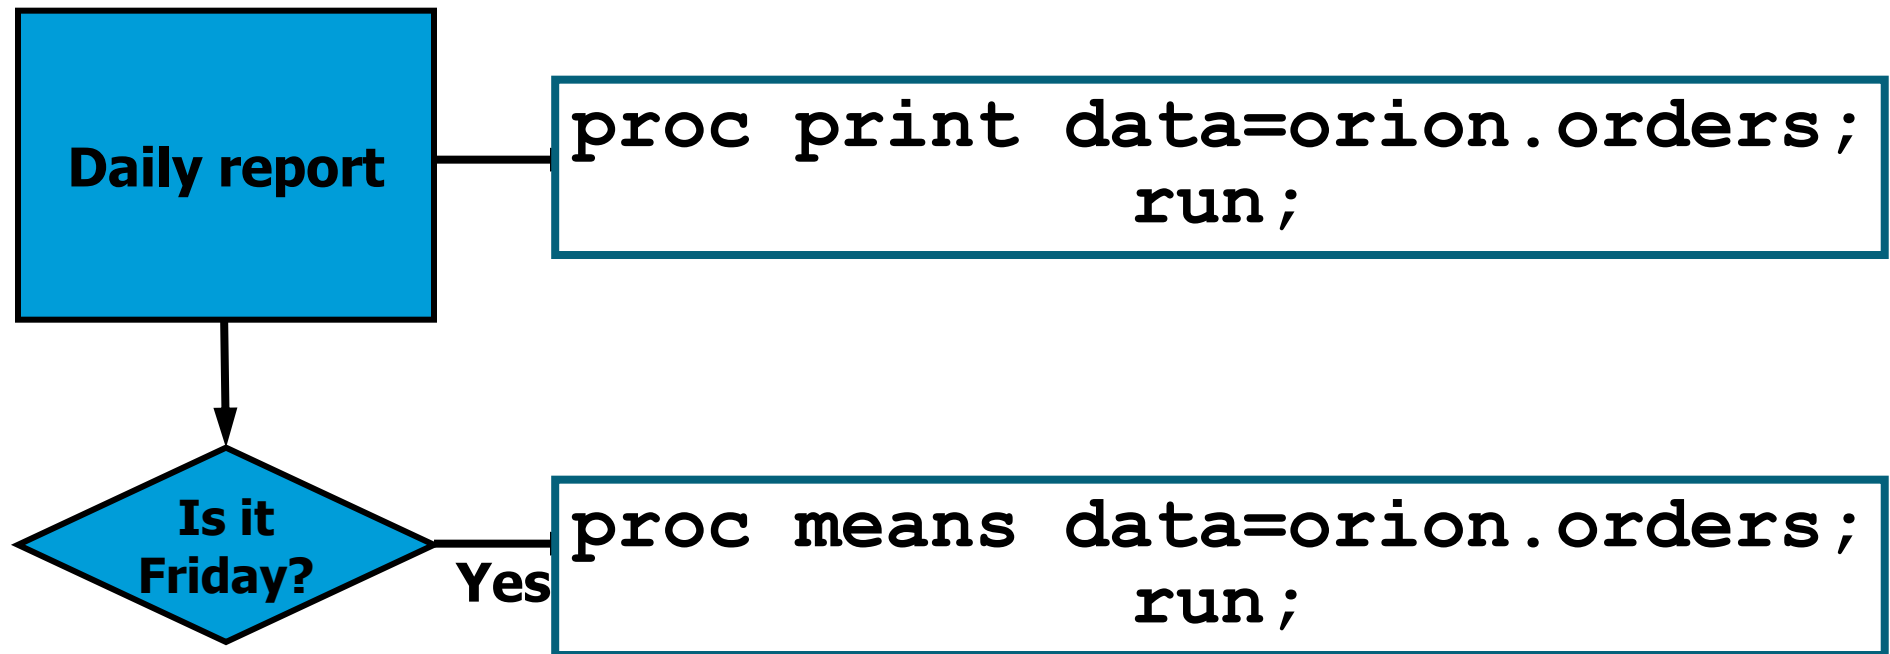 Daily report
proc print data=orion.orders;
run;
Is it
Friday?
Yes
proc means data=orion.orders;
run;